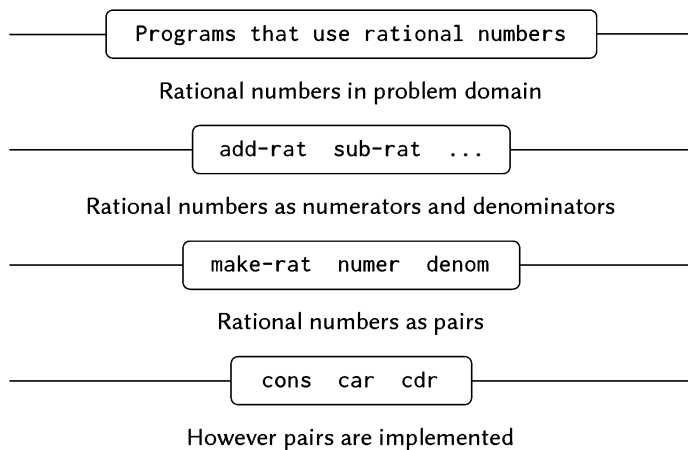 Programs that use rational numbers
Rational numbers in problem domain
add-rat sub-rat ...
Rational numbers as numerators and denominators
make-rat numer denom
Rational numbers as pairs
cons car cdr
However pairs are implemented